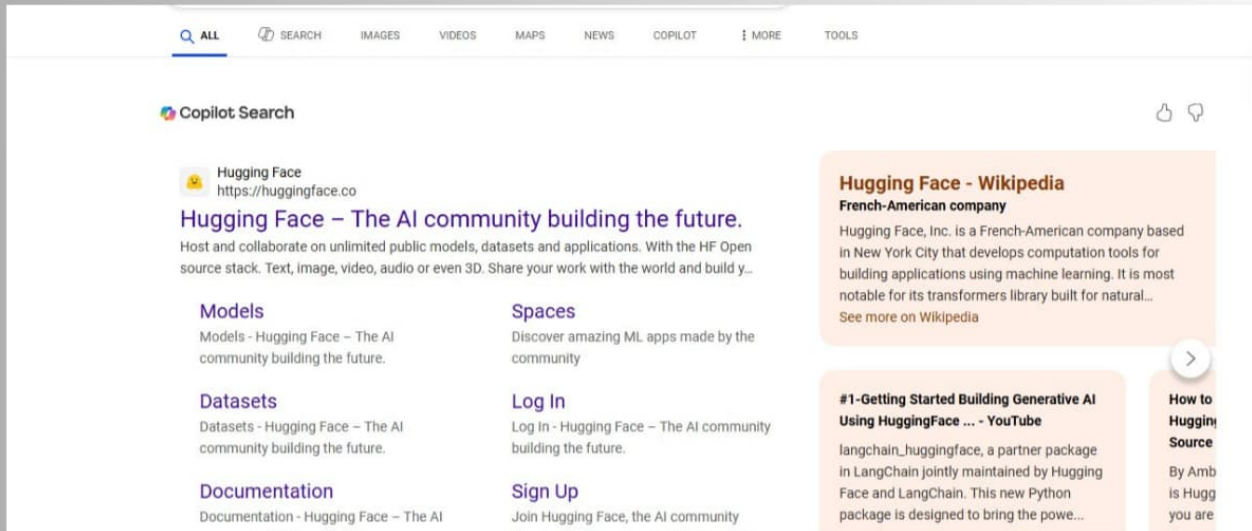 ALL SEARCH IMAGES VIDEOS MAPS NEWS COPILOT MORE TOOLS
Copilot Search
Hugging Face
https://huggingface.co
Hugging Face – The AI community building the future.
Host and collaborate on unlimited public models, datasets and applications. With the HF Open
source stack. Text, image, video, audio or even 3D. Share your work with the world and build y…
Models
Models - Hugging Face – The AI
community building the future.
Spaces
Discover amazing ML apps made by the
community
Datasets
Datasets - Hugging Face – The AI
community building the future.
Log In
Log In - Hugging Face – The AI community
building the future.
Documentation
Documentation - Hugging Face – The AI
Sign Up
Join Hugging Face, the AI community
Hugging Face - Wikipedia
French-American company
Hugging Face, Inc. is a French-American company based
in New York City that develops computation tools for
building applications using machine learning. It is most
notable for its transformers library built for natural…
See more on Wikipedia
#1-Getting Started Building Generative AI
Using HuggingFace ... - YouTube
langchain_huggingface, a partner package
in LangChain jointly maintained by Hugging
Face and LangChain. This new Python
package is designed to bring the powe…
How to
Hugging
Source
By Amb
is Hugg
you are